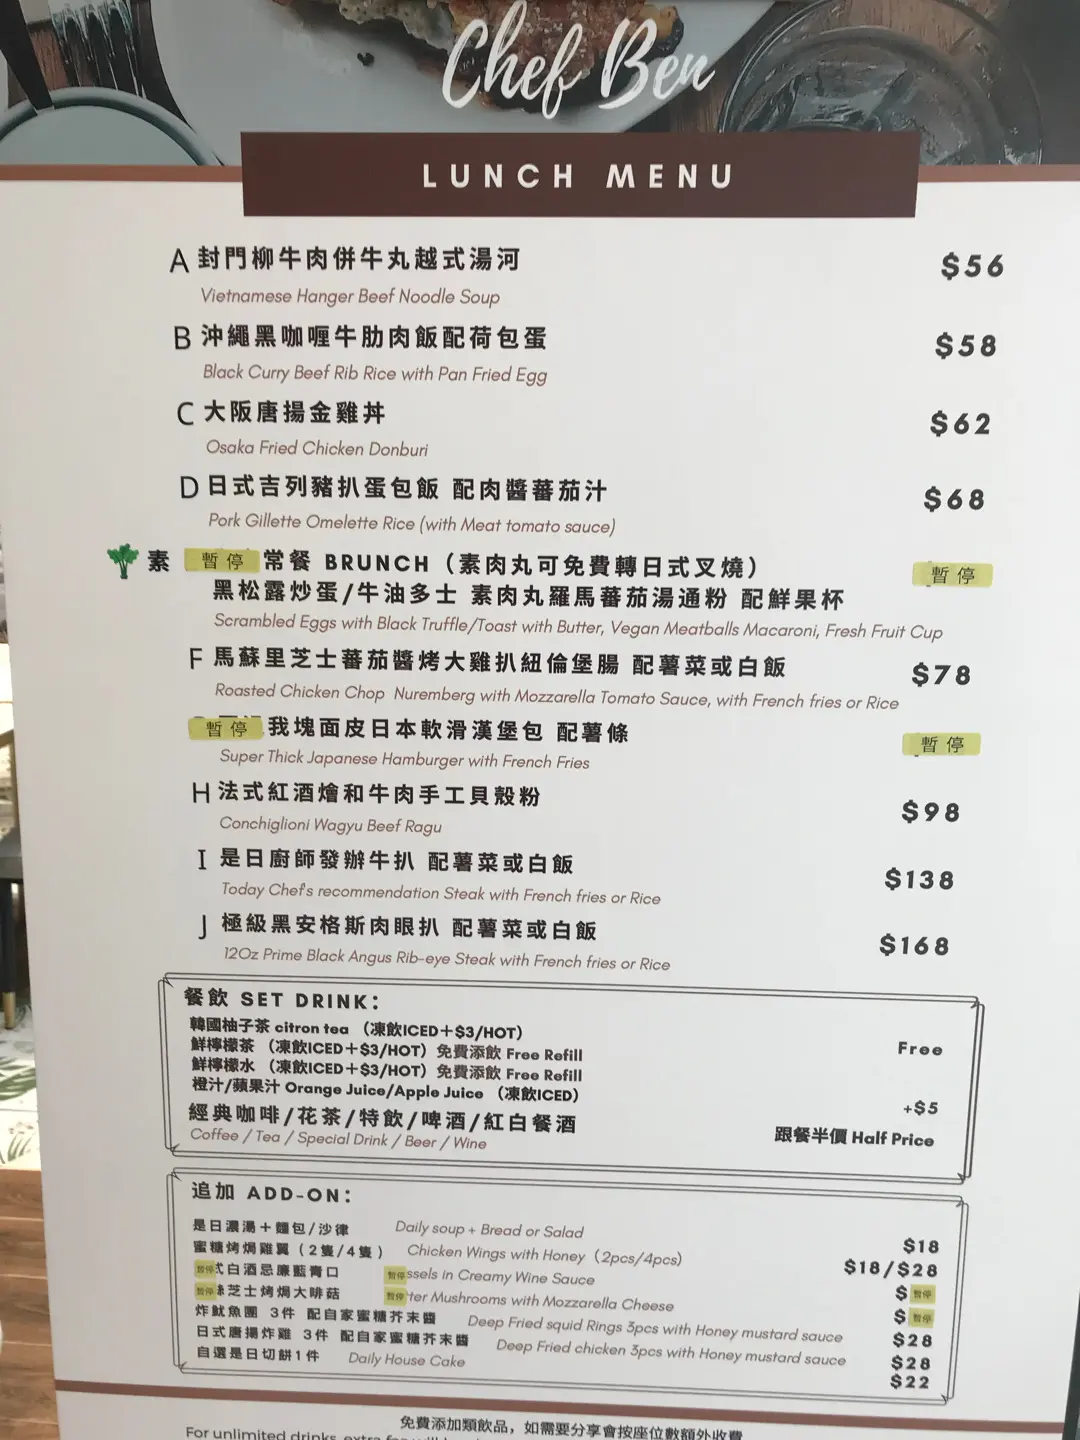 Chef Ben
LUNCH MENU
A 封門柳牛肉併牛丸越式湯河 $56
Vietnamese Hanger Beef Noodle Soup
B 沖繩黑咖喱牛肋肉飯配荷包蛋 $58
Black Curry Beef Rib Rice with Pan Fried Egg
C 大阪唐揚金雞丼 $62
Osaka Fried Chicken Donburi
D 日式吉列豬扒蛋包飯 配肉醬蕃茄汁 $68
Pork Gillette Omelette Rice (with Meat tomato sauce)
素 暫停 常餐 BRUNCH（素肉丸可免費轉日式叉燒） 暫停
黑松露炒蛋/牛油多士 素肉丸羅馬蕃茄湯通粉 配鮮果杯
Scrambled Eggs with Black Truffle/Toast with Butter, Vegan Meatballs Macaroni, Fresh Fruit Cup
F 馬蘇里芝士蕃茄醬烤大雞扒紐倫堡腸 配薯菜或白飯 $78
Roasted Chicken Chop Nuremberg with Mozzarella Tomato Sauce, with French fries or Rice
暫停 我塊面皮日本軟滑漢堡包 配薯條 暫停
Super Thick Japanese Hamburger with French Fries
H 法式紅酒燴和牛肉手工貝殼粉 $98
Conchiglioni Wagyu Beef Ragu
I 是日廚師發辦牛扒 配薯菜或白飯 $138
Today Chef's recommendation Steak with French fries or Rice
J 極級黑安格斯肉眼扒 配薯菜或白飯 $168
12Oz Prime Black Angus Rib-eye Steak with French fries or Rice
餐飲 SET DRINK:
韓國柚子茶 citron tea （凍飲ICED+$3/HOT）
鮮檸檬茶 （凍飲ICED+$3/HOT）免費添飲 Free Refill Free
鮮檸檬水 （凍飲ICED+$3/HOT）免費添飲 Free Refill
橙汁/蘋果汁 Orange Juice/Apple Juice （凍飲ICED） +$5
經典咖啡/花茶/特飲/啤酒/紅白餐酒 跟餐半價 Half Price
Coffee / Tea / Special Drink / Beer / Wine
追加 ADD-ON:
是日濃湯+麵包/沙律 Daily soup + Bread or Salad $18
蜜糖烤焗雞翼（2隻/4隻） Chicken Wings with Honey（2pcs/4pcs） $18/$28
暫停 式白酒忌廉藍青口 暫停 ssels in Creamy Wine Sauce $ 暫停
暫停 芝士烤焗大啡菇 暫停 ter Mushrooms with Mozzarella Cheese $ 暫停
炸魷魚圈 3件 配自家蜜糖芥末醬 Deep Fried squid Rings 3pcs with Honey mustard sauce $28
日式唐揚炸雞 3件 配自家蜜糖芥末醬 Deep Fried chicken 3pcs with Honey mustard sauce $28
自選是日切餅1件 Daily House Cake $22
免費添加類飲品，如需要分享會按座位數額外收費
For unlimited drinks, extra